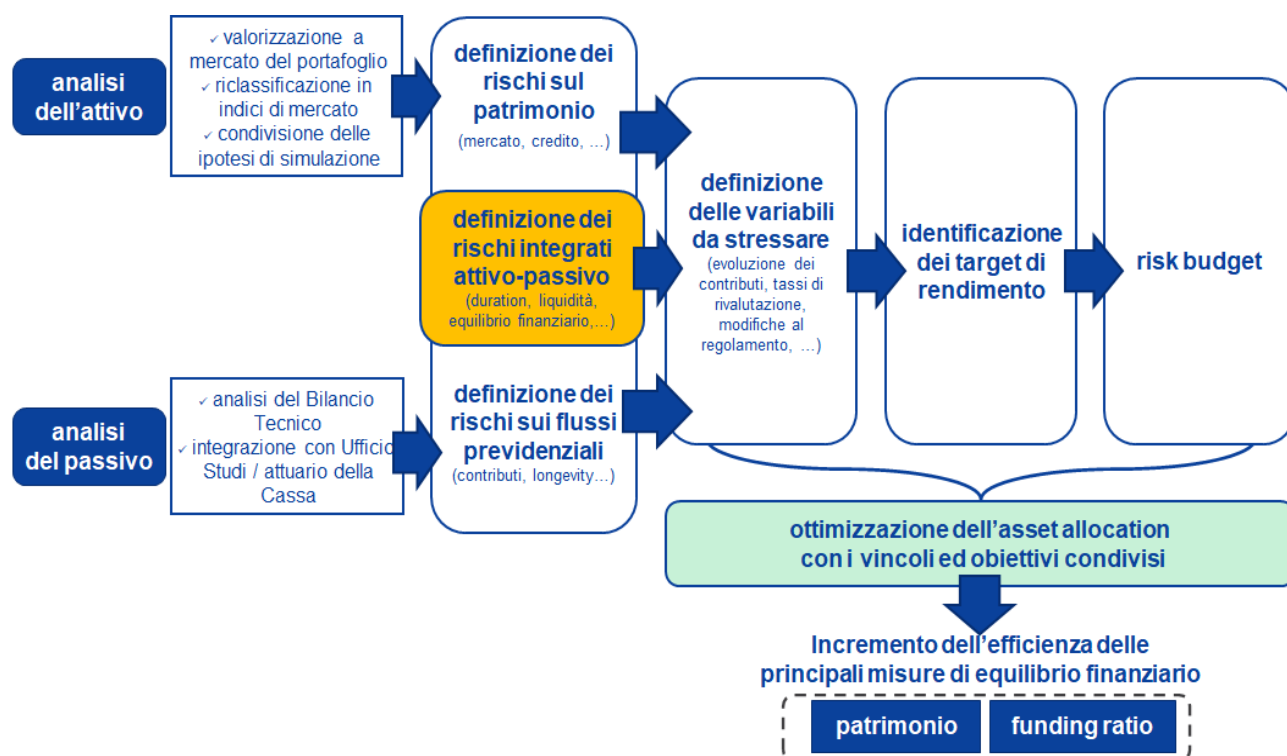 analisi
dell'attivo
✓ valorizzazione a
mercato del portafoglio
✓ riclassificazione in
indici di mercato
✓ condivisione delle
ipotesi di simulazione
definizione dei
rischi sul
patrimonio
(mercato, credito, ...)
definizione dei
rischi integrati
attivo-passivo
(duration, liquidità,
equilibrio finanziario,...)
analisi
del passivo
✓ analisi del Bilancio
Tecnico
✓ integrazione con Ufficio
Studi / attuario della
Cassa
definizione dei
rischi sui flussi
previdenziali
(contributi, longevity...)
definizione
delle variabili
da stressare
(evoluzione dei
contributi, tassi di
rivalutazione,
modifiche al
regolamento, ...)
identificazione
dei target di
rendimento
risk budget
ottimizzazione dell'asset allocation
con i vincoli ed obiettivi condivisi
Incremento dell'efficienza delle
principali misure di equilibrio finanziario
patrimonio
funding ratio